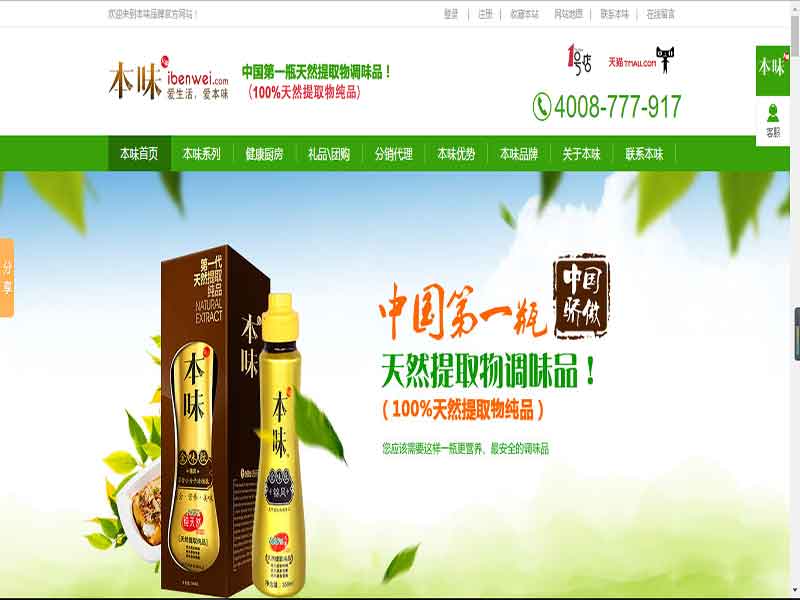 欢迎来到本味品牌官方网站！
登录 | 注册 | 收藏本站 网站地图 | 联系本味 | 在线留言
本味
ibenwei.com
爱生活，爱本味
中国第一瓶天然提取物调味品！
(100%天然提取物纯品)
1号店
天猫 TMALL.COM
4008-777-917
本味
客服
本味首页 本味系列 健康厨房 礼品\团购 分销代理 本味优势 本味品牌 关于本味 联系本味
分享
第一代
天然提取
纯品
NATURAL
EXTRACT
本味
本味
本味
中国第一瓶
中国骄傲
天然提取物调味品！
(100%天然提取物纯品)
您应该需要这样一瓶更营养、最安全的调味品